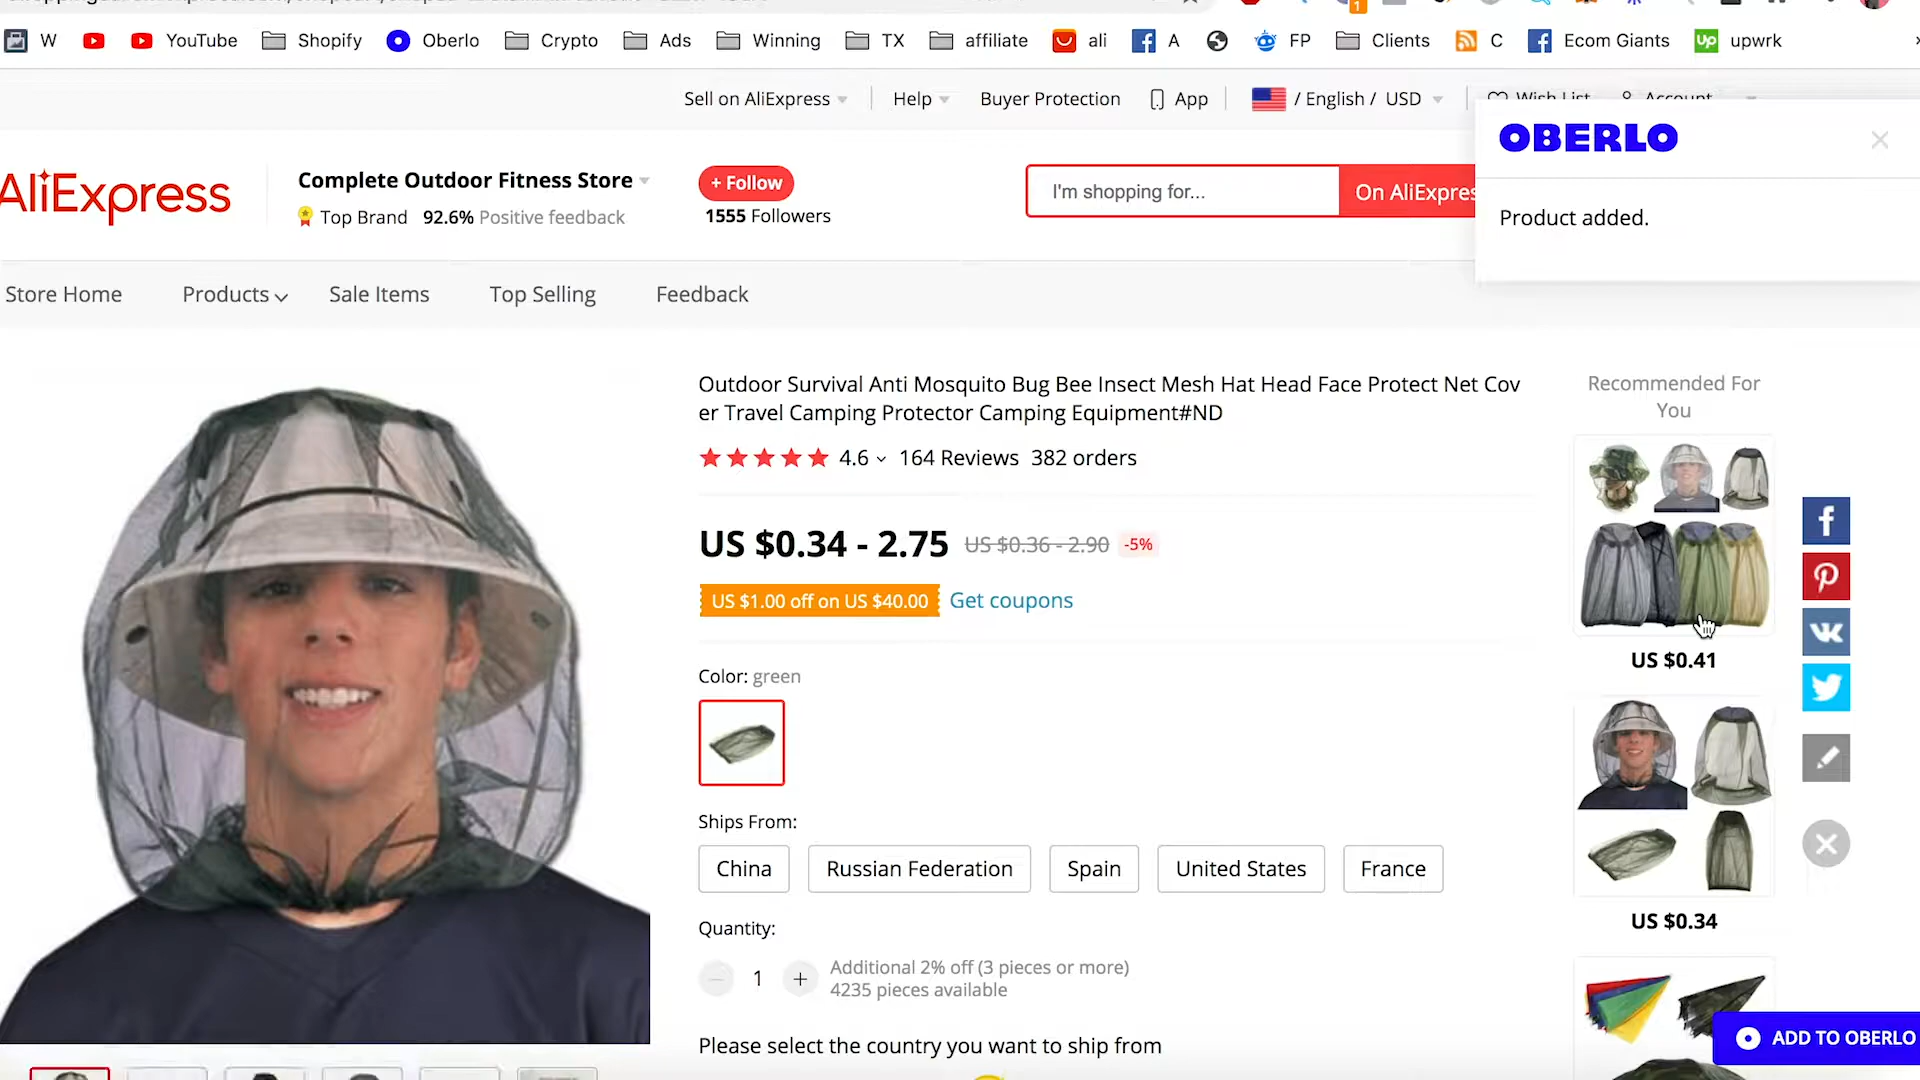 W YouTube Shopify Oberlo Crypto Ads Winning TX affiliate ali A FP Clients C Ecom Giants up upwrk
Sell on AliExpress Help Buyer Protection App / English / USD Wish List Account
OBERLO
Product added.
AliExpress
Complete Outdoor Fitness Store
Top Brand 92.6% Positive feedback
+ Follow
1555 Followers
I'm shopping for...
On AliExpres
Store Home Products Sale Items Top Selling Feedback
Outdoor Survival Anti Mosquito Bug Bee Insect Mesh Hat Head Face Protect Net Cov
er Travel Camping Protector Camping Equipment#ND
4.6 164 Reviews 382 orders
US $0.34 - 2.75 US $0.36 - 2.90 -5%
US $1.00 off on US $40.00 Get coupons
Color: green
Ships From:
China Russian Federation Spain United States France
Quantity:
1
Additional 2% off (3 pieces or more)
4235 pieces available
Please select the country you want to ship from
Recommended For
You
US $0.41
US $0.34
ADD TO OBERLO